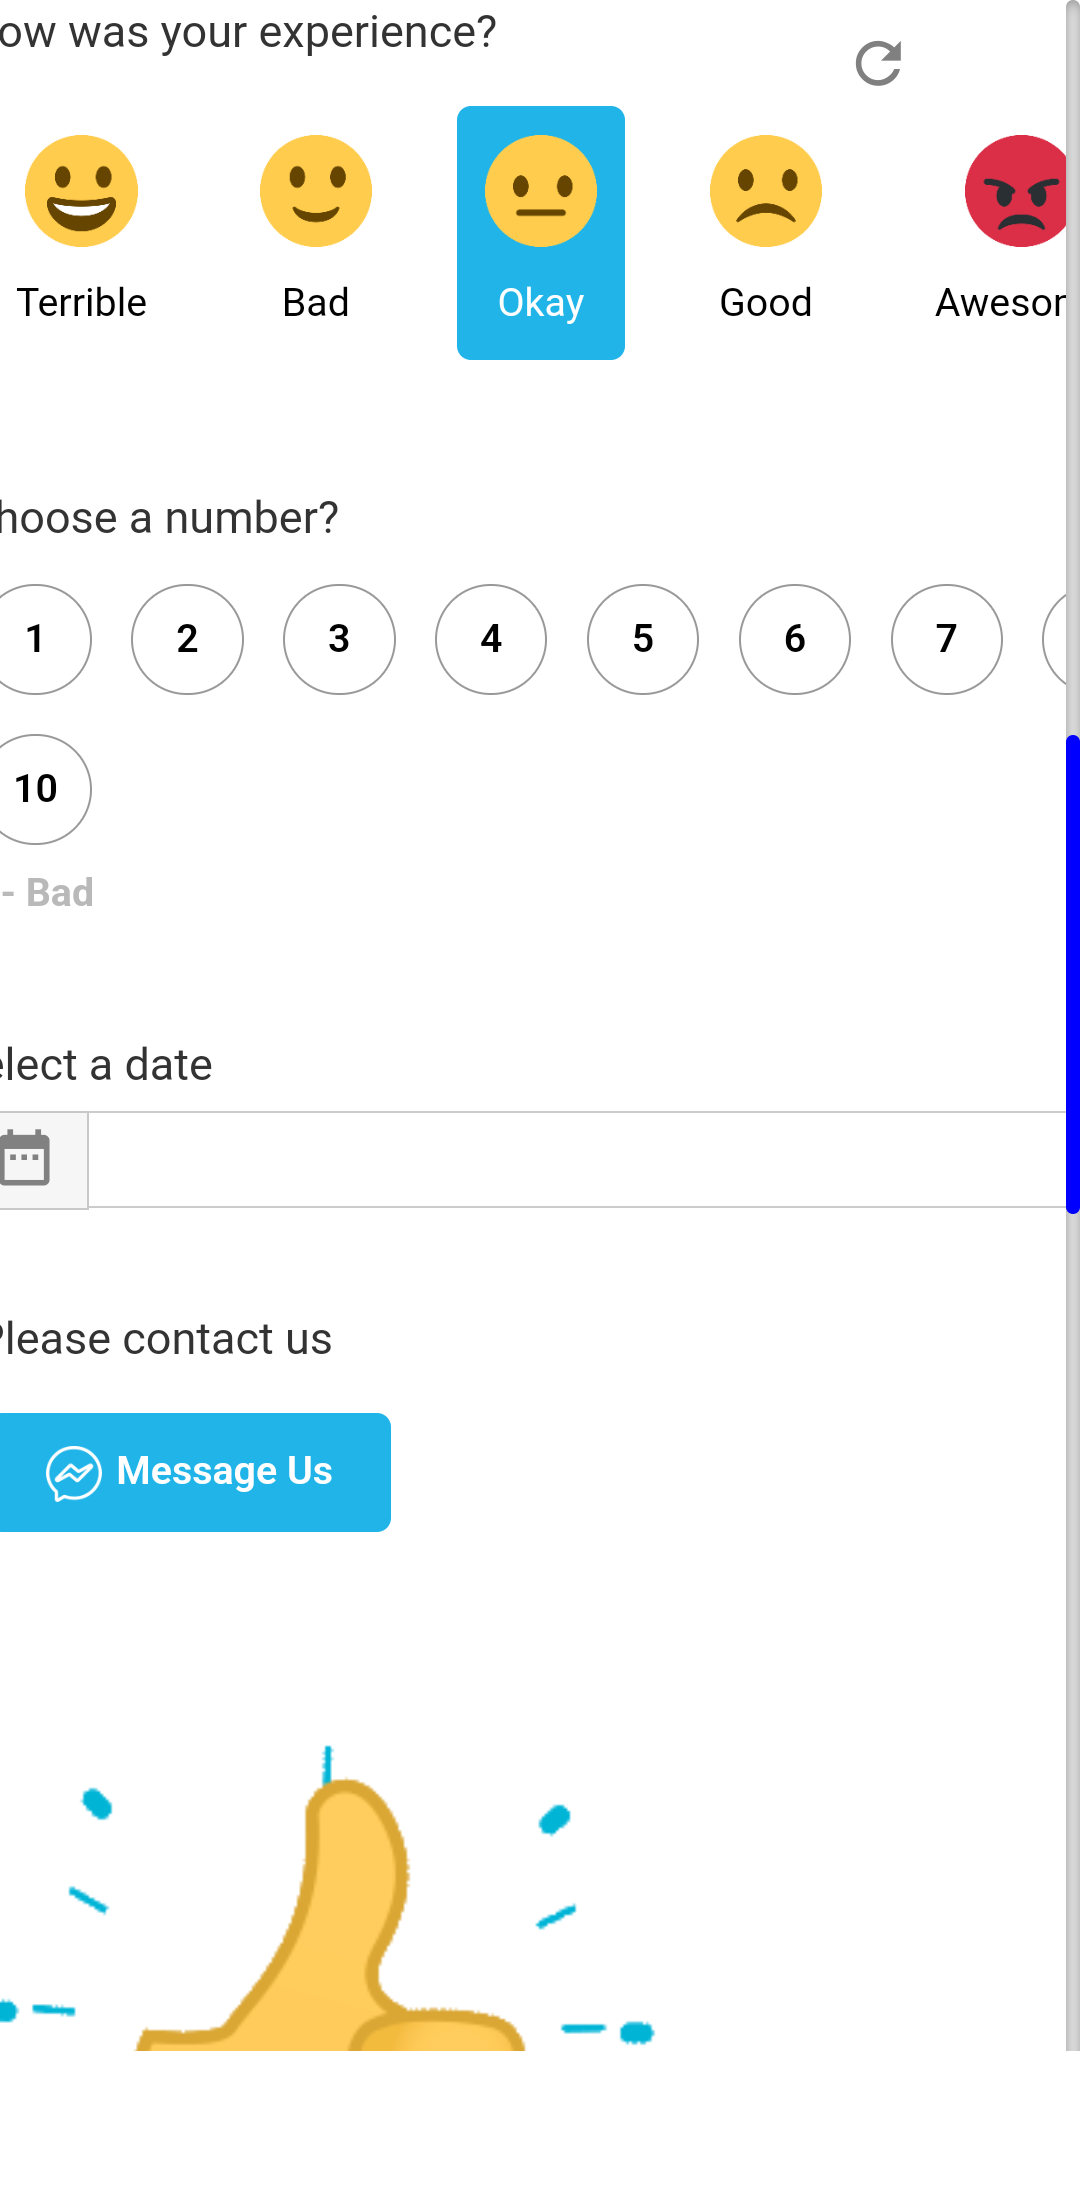 ow was your experience?
Terrible Bad Okay Good Awesor
hoose a number?
1 2 3 4 5 6 7
10
- Bad
elect a date
Please contact us
Message Us